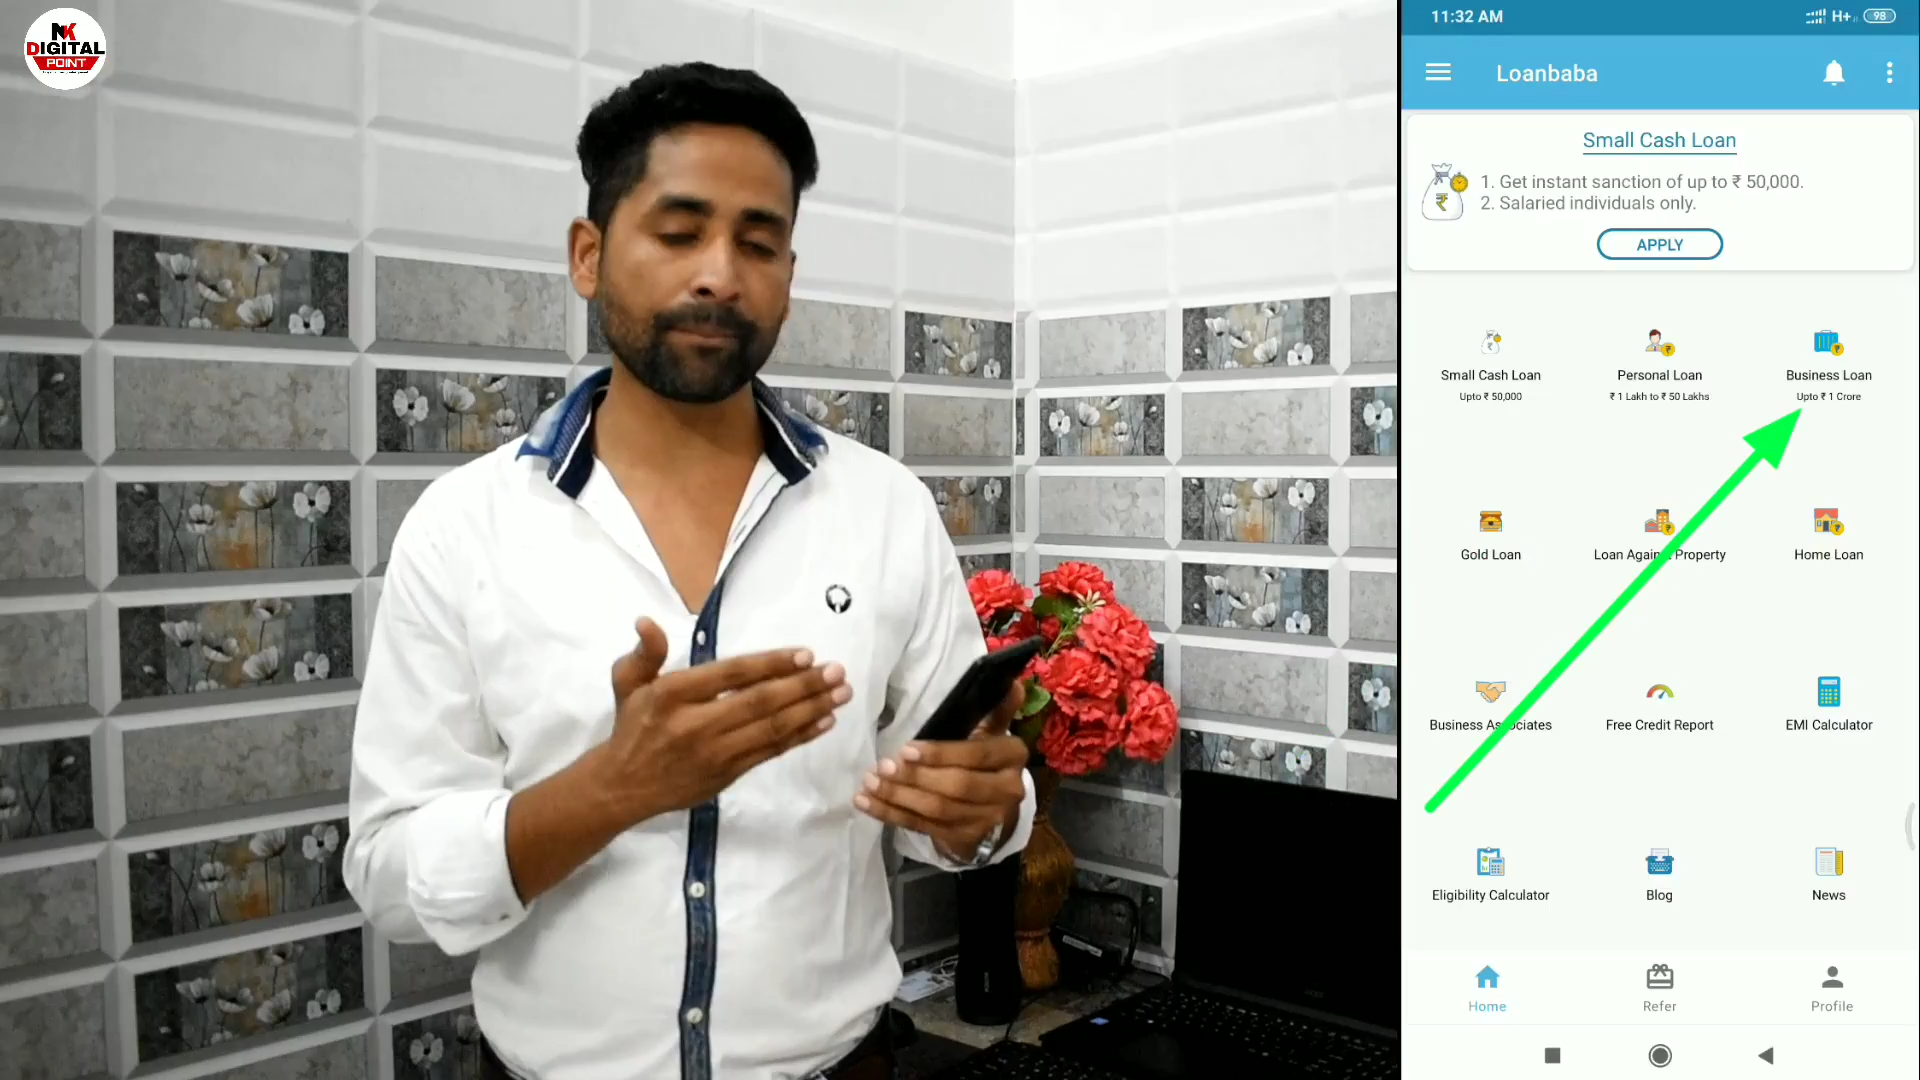 NK
DIGITAL
POINT
11:32 AM
H+
98
Loanbaba
Small Cash Loan
1. Get instant sanction of up to ₹ 50,000.
2. Salaried individuals only.
APPLY
Small Cash Loan
Upto ₹ 50,000
Personal Loan
₹ 1 Lakh to ₹ 50 Lakhs
Business Loan
Upto ₹ 1 Crore
Gold Loan
Loan Against Property
Home Loan
Business Associates
Free Credit Report
EMI Calculator
Eligibility Calculator
Blog
News
Home
Refer
Profile